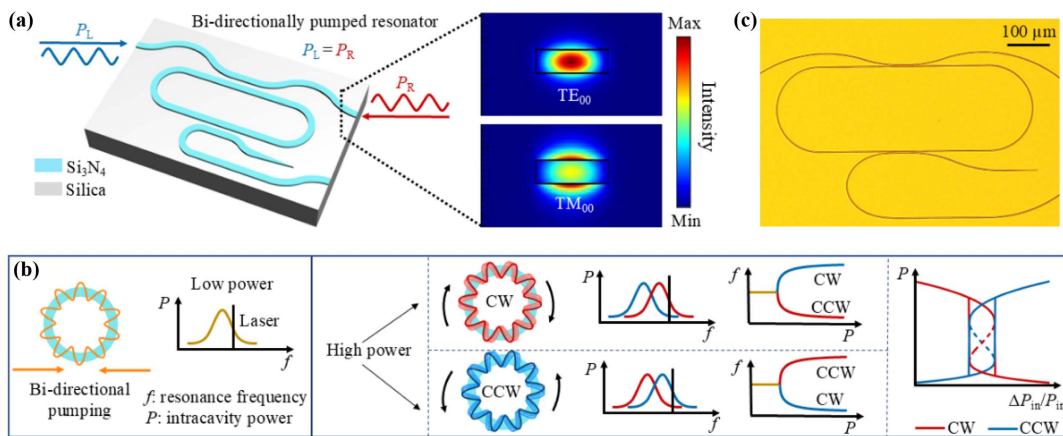 (a)
P_L
Bi-directionally pumped resonator
P_L = P_R
P_R
Si₃N₄
Silica
TE₀₀
TM₀₀
Max
Intensity
Min
(c)
100 µm
(b)
Bi-directional
pumping
P
Low power
Laser
f
f: resonance frequency
P: intracavity power
High power
CW
P
f
f
CW
CCW
P
CCW
P
f
f
CCW
CW
P
P
ΔP_in/P_in
CW
CCW